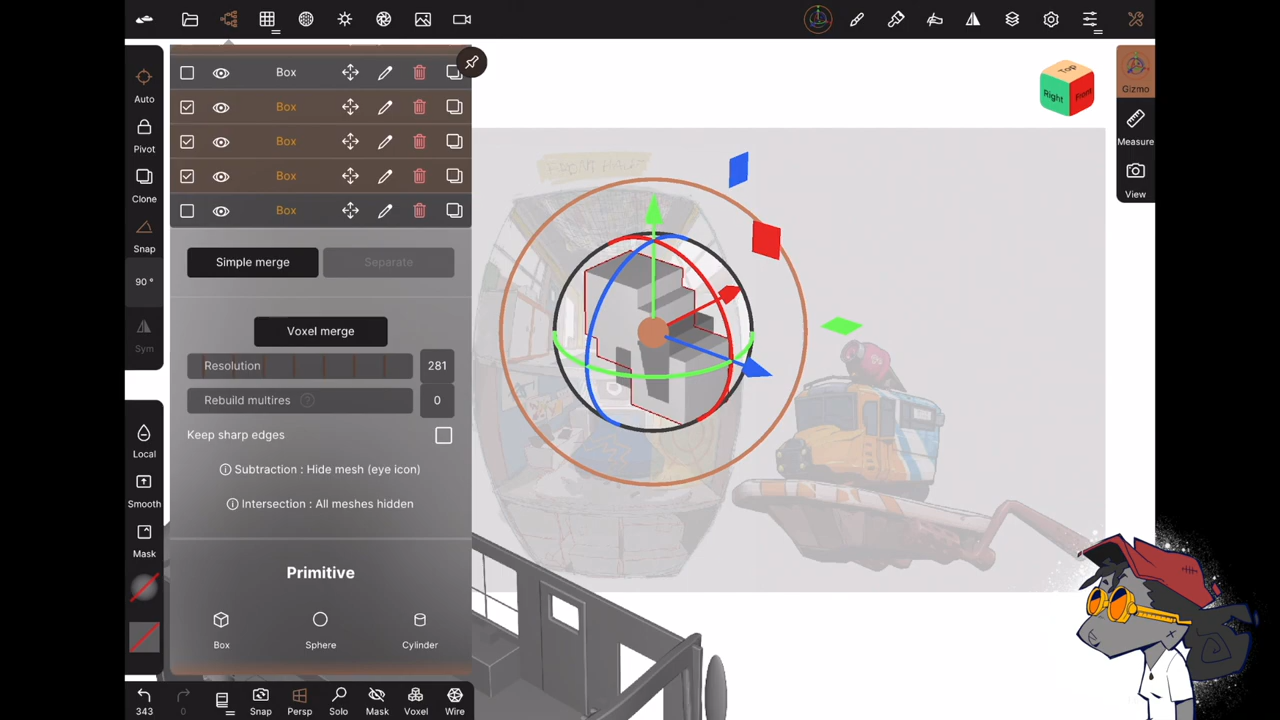 Auto
Pivot
Clone
Snap
90 °
Sym
Local
Smooth
Mask
Box
Box
Box
Box
Box
Simple merge
Separate
Voxel merge
Resolution
281
Rebuild multires ?
0
Keep sharp edges
Subtraction : Hide mesh (eye icon)
Intersection : All meshes hidden
Primitive
Box
Sphere
Cylinder
FRONT HALF
Top
Right
Front
Gizmo
Measure
View
343
0
Snap
Persp
Solo
Mask
Voxel
Wire